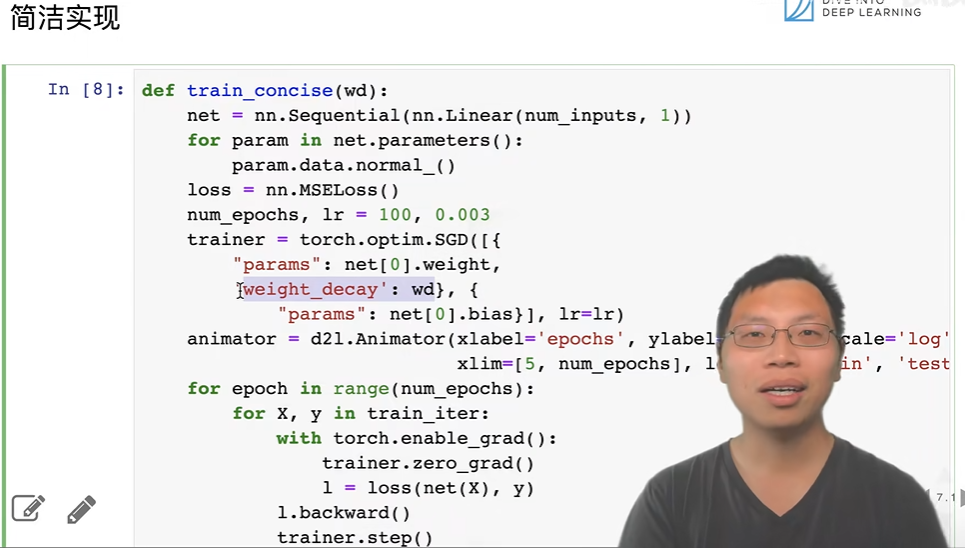 简洁实现
DIVE INTO
DEEP LEARNING
In [8]: def train_concise(wd):
net = nn.Sequential(nn.Linear(num_inputs, 1))
for param in net.parameters():
param.data.normal_()
loss = nn.MSELoss()
num_epochs, lr = 100, 0.003
trainer = torch.optim.SGD([{
"params": net[0].weight,
'weight_decay': wd}, {
"params": net[0].bias}], lr=lr)
animator = d2l.Animator(xlabel='epochs', ylabel cale='log'
xlim=[5, num_epochs], l in', 'test
for epoch in range(num_epochs):
for X, y in train_iter:
with torch.enable_grad():
trainer.zero_grad()
l = loss(net(X), y)
l.backward()
trainer.step()
7.1